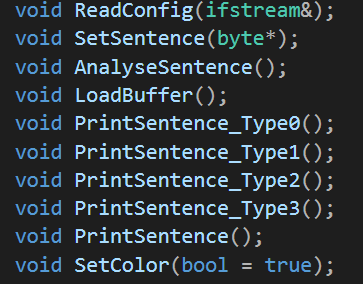 void ReadConfig(ifstream&);
void SetSentence(byte*);
void AnalyseSentence();
void LoadBuffer();
void PrintSentence_Type0();
void PrintSentence_Type1();
void PrintSentence_Type2();
void PrintSentence_Type3();
void PrintSentence();
void SetColor(bool = true);